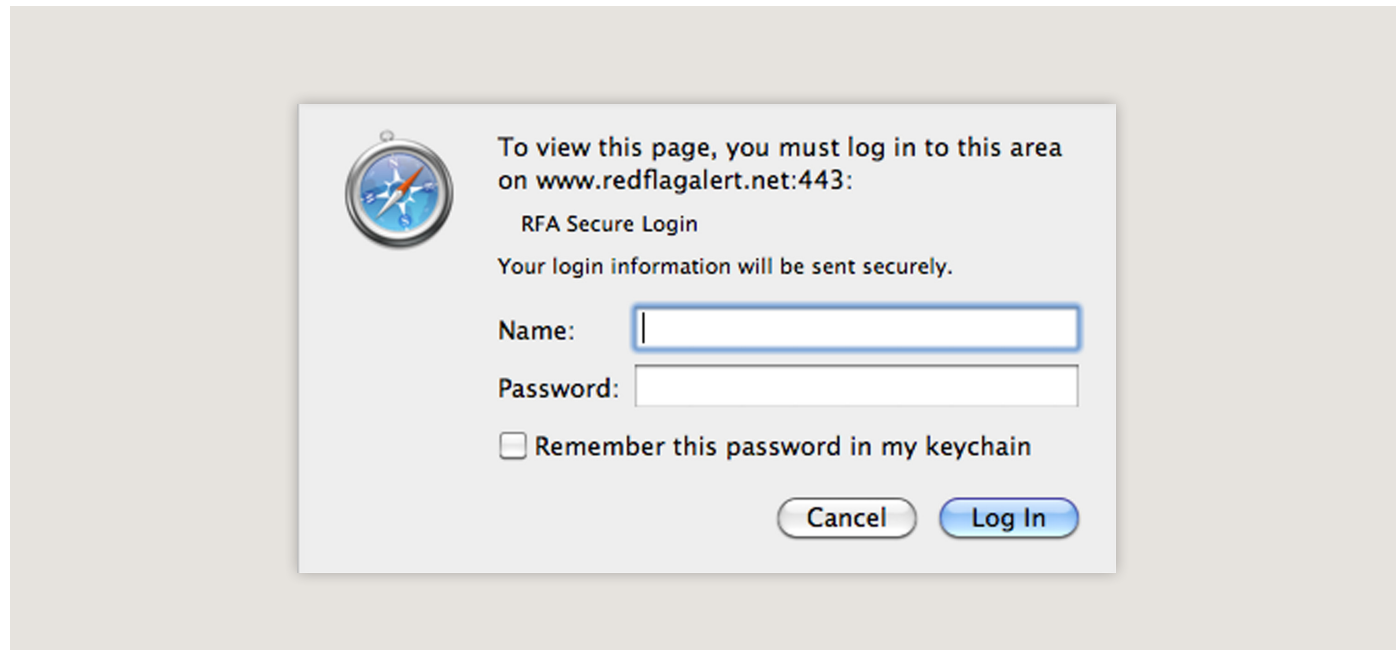 To view this page, you must log in to this area
on www.redflagalert.net:443:
RFA Secure Login
Your login information will be sent securely.
Name:
Password:
Remember this password in my keychain
Cancel Log In